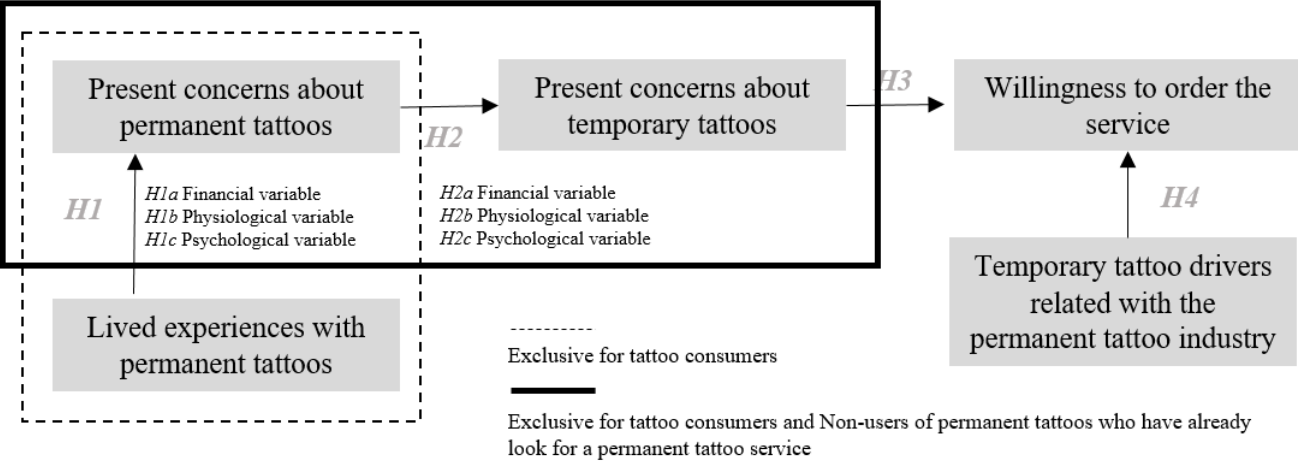 Present concerns about
permanent tattoos
H2
Present concerns about
temporary tattoos
H3
Willingness to order the
service
H1
H1a Financial variable
H1b Physiological variable
H1c Psychological variable
H2a Financial variable
H2b Physiological variable
H2c Psychological variable
H4
Lived experiences with
permanent tattoos
Temporary tattoo drivers
related with the
permanent tattoo industry
Exclusive for tattoo consumers
Exclusive for tattoo consumers and Non-users of permanent tattoos who have already
look for a permanent tattoo service